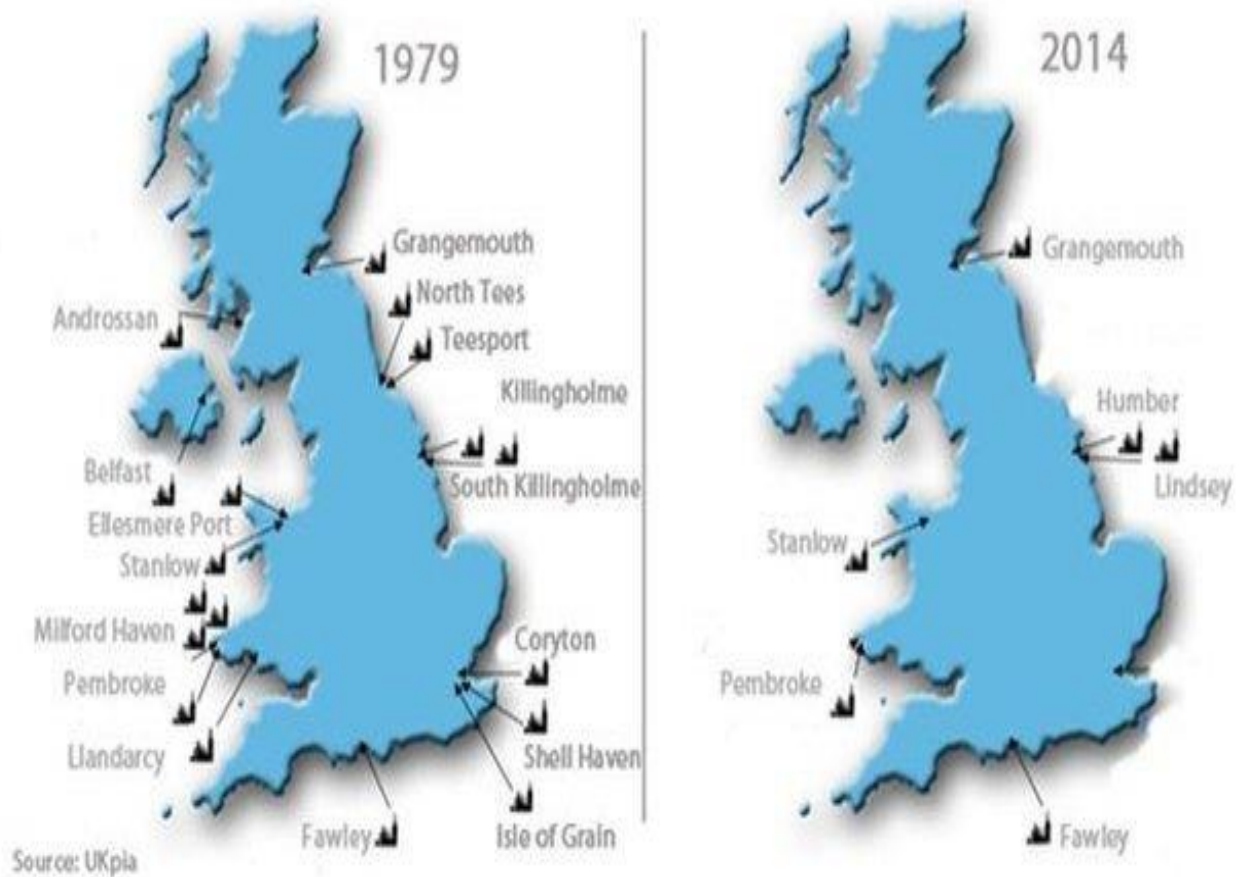 1979
Grangemouth
North Tees
Androssan
Teesport
Killingholme
Belfast
South Killingholme
Ellesmere Port
Stanlow
Milford Haven
Coryton
Pembroke
Llandarcy
Shell Haven
Fawley
Isle of Grain
Source: UKpia
2014
Grangemouth
Humber
Lindsey
Stanlow
Pembroke
Fawley